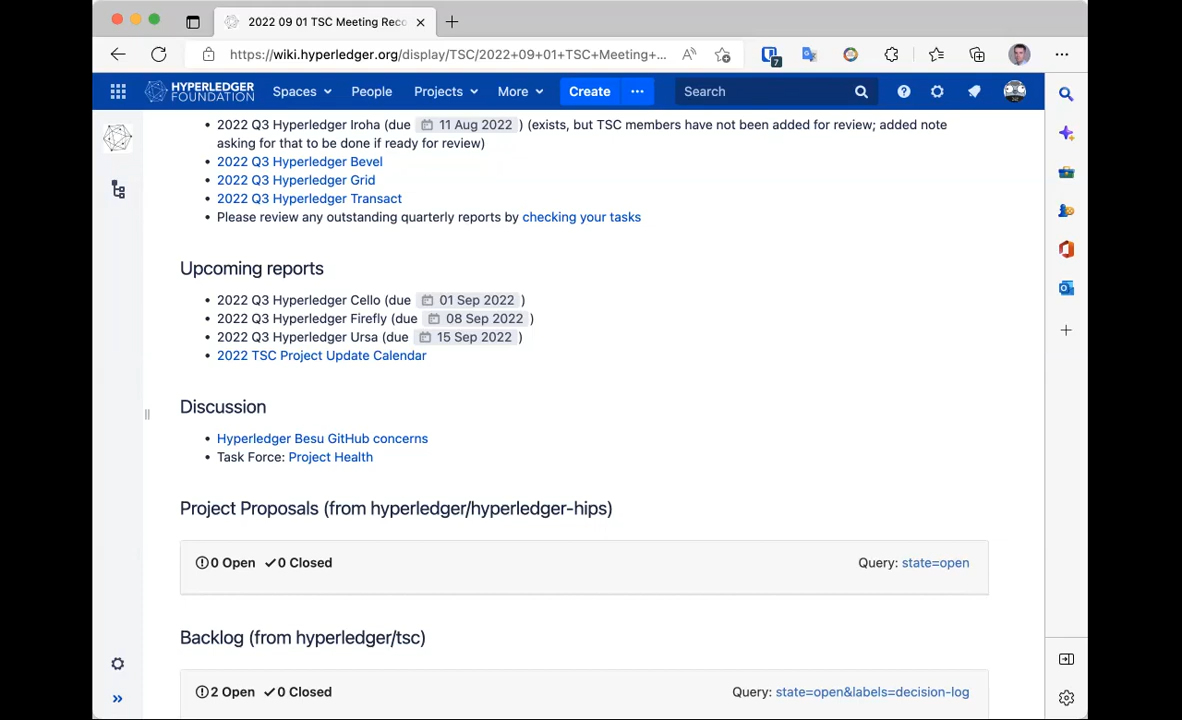 2022 09 01 TSC Meeting Reco
https://wiki.hyperledger.org/display/TSC/2022+09+01+TSC+Meeting+...
7
HYPERLEDGER
FOUNDATION
Spaces
People
Projects
More
Create
Search
• 2022 Q3 Hyperledger Iroha (due 11 Aug 2022 ) (exists, but TSC members have not been added for review; added note
asking for that to be done if ready for review)
• 2022 Q3 Hyperledger Bevel
• 2022 Q3 Hyperledger Grid
• 2022 Q3 Hyperledger Transact
• Please review any outstanding quarterly reports by checking your tasks
Upcoming reports
• 2022 Q3 Hyperledger Cello (due 01 Sep 2022 )
• 2022 Q3 Hyperledger Firefly (due 08 Sep 2022 )
• 2022 Q3 Hyperledger Ursa (due 15 Sep 2022 )
• 2022 TSC Project Update Calendar
Discussion
• Hyperledger Besu GitHub concerns
• Task Force: Project Health
Project Proposals (from hyperledger/hyperledger-hips)
0 Open ✓0 Closed Query: state=open
Backlog (from hyperledger/tsc)
2 Open ✓0 Closed Query: state=open&labels=decision-log